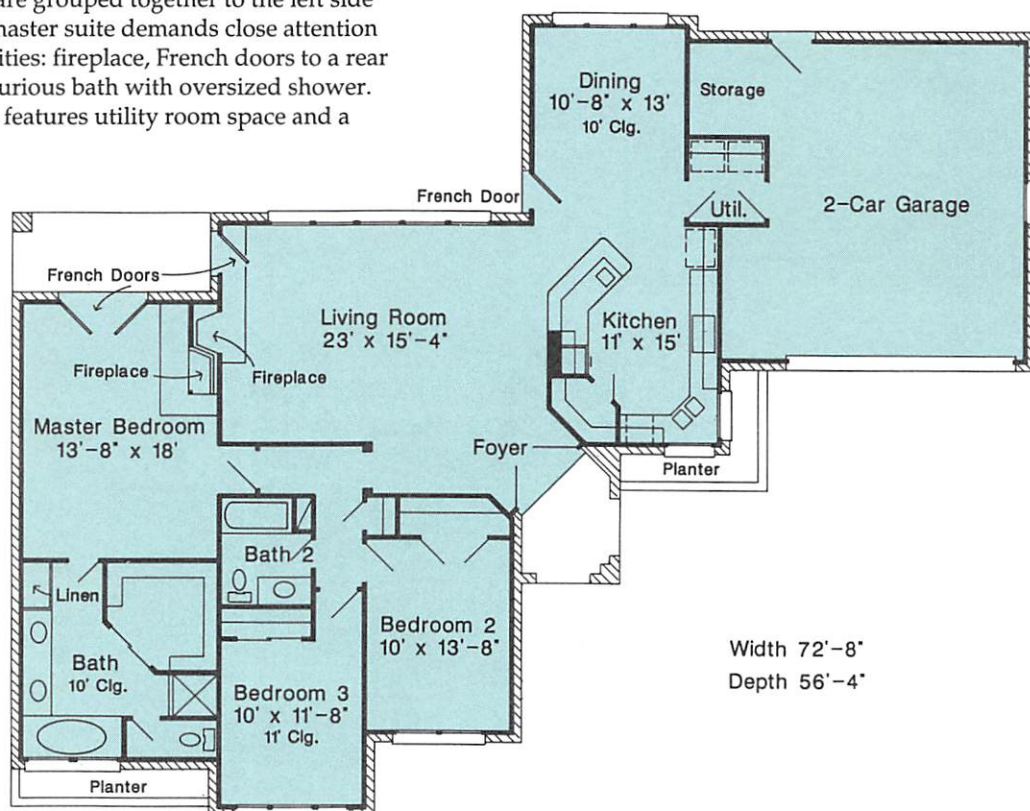 are grouped together to the left side
master suite demands close attention
ities: fireplace, French doors to a rear
urious bath with oversized shower.
features utility room space and a
Dining
10'-8" x 13'
10' Clg.
Storage
French Door
Util.
2-Car Garage
French Doors
Living Room
23' x 15'-4"
Kitchen
11' x 15'
Fireplace
Fireplace
Master Bedroom
13'-8" x 18'
Foyer
Planter
Bath 2
Linen
Bedroom 2
10' x 13'-8"
Bath
10' Clg.
Bedroom 3
10' x 11'-8"
11' Clg.
Width 72'-8"
Depth 56'-4"
Planter